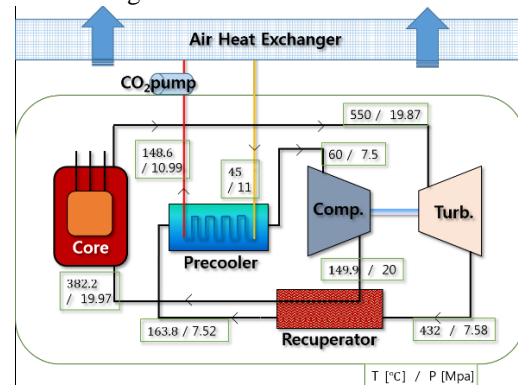 Air Heat Exchanger
CO₂pump
550 / 19.87
148.6
/ 10.99
45
/ 11
60 / 7.5
Core
Precooler
Comp.
Turb.
382.2
/ 19.97
149.9 / 20
163.8 / 7.52
Recuperator
432 / 7.58
T [℃] / P [Mpa]